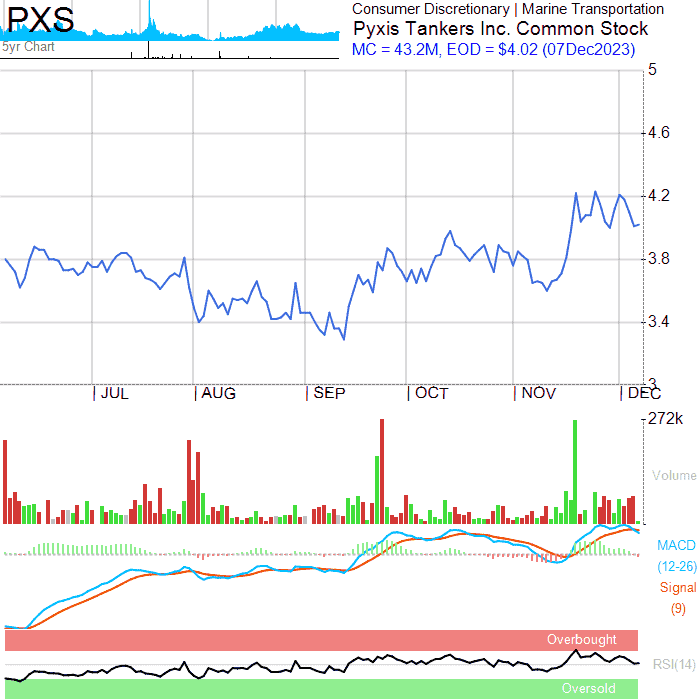 PXS
5yr Chart
Consumer Discretionary | Marine Transportation
Pyxis Tankers Inc. Common Stock
MC = 43.2M, EOD = $4.02 (07Dec2023)
5
4.6
4.2
3.8
3.4
3
JUL AUG SEP OCT NOV DEC
272k
Volume
MACD
(12-26)
Signal
(9)
Overbought
RSI(14)
Oversold